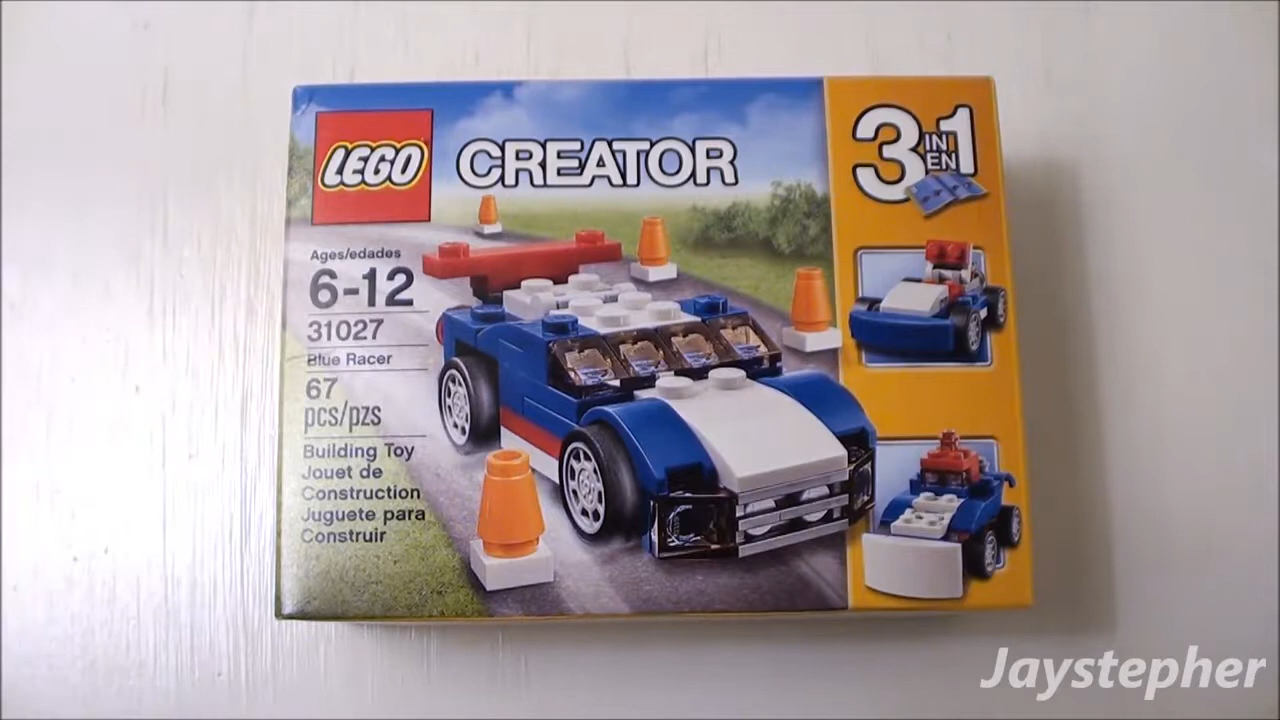 LEGO
CREATOR
3 IN EN 1
Ages/edades
6-12
31027
Blue Racer
67
pcs/pzs
Building Toy
Jouet de
Construction
Juguete para
Construir
Jaystepher